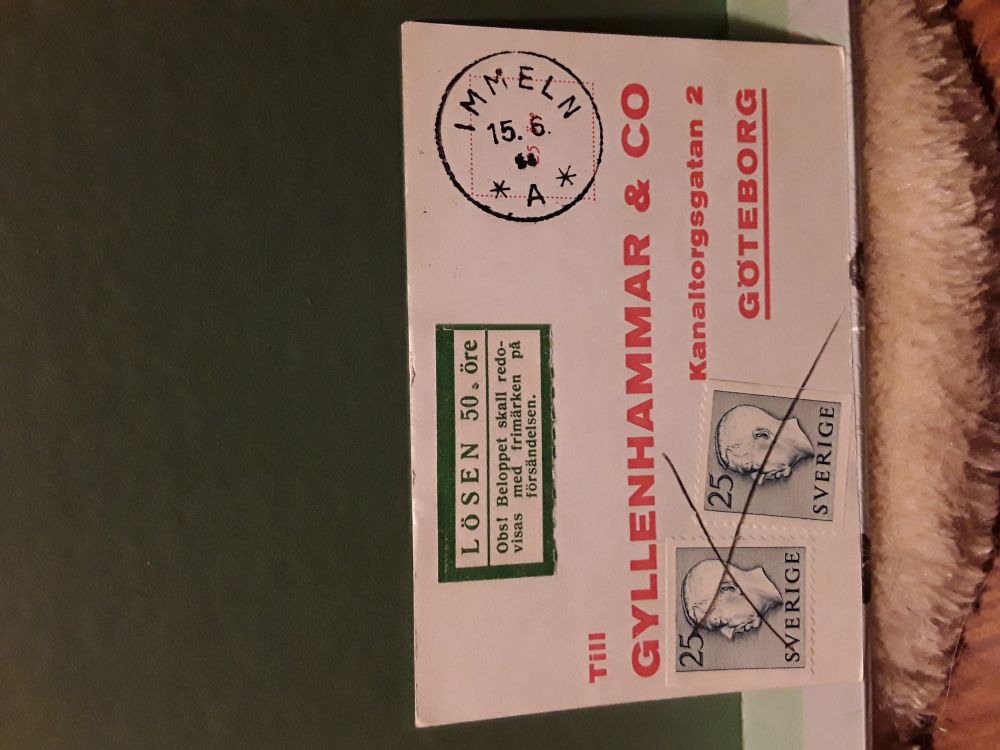 IMMELN
15. 6.
* A *
LÖSEN 50 öre
Obs! Beloppet skall redo-
visas med frimärken på
försändelsen.
Till
GYLLENHAMMAR & CO
Kanaltorgsgatan 2
GÖTEBORG
25
SVERIGE
25
SVERIGE